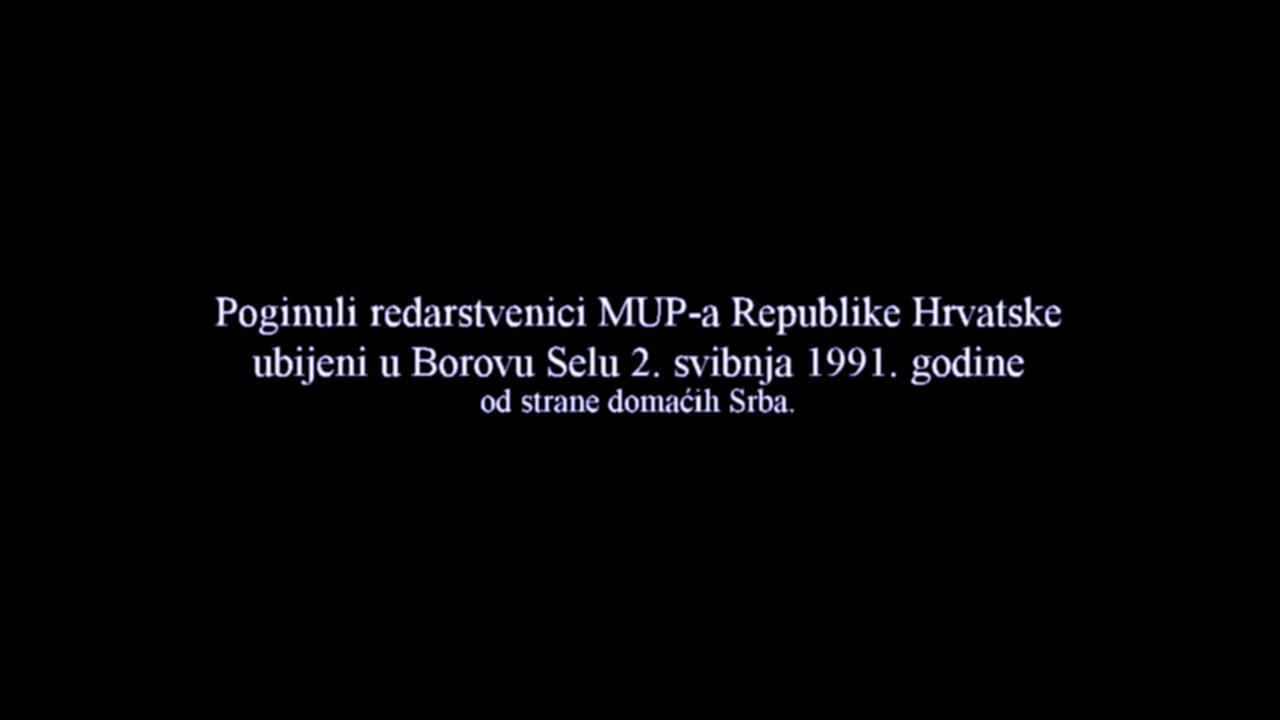 Poginuli redarstvenici MUP-a Republike Hrvatske
ubijeni u Borovu Selu 2. svibnja 1991. godine
od strane domaćih Srba.